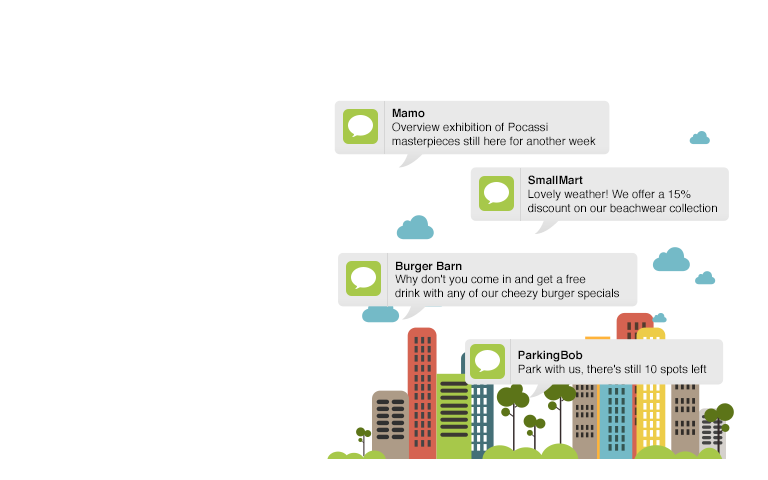 Mamo
Overview exhibition of Pocassi
masterpieces still here for another week
SmallMart
Lovely weather! We offer a 15%
discount on our beachwear collection
Burger Barn
Why don't you come in and get a free
drink with any of our cheezy burger specials
ParkingBob
Park with us, there's still 10 spots left